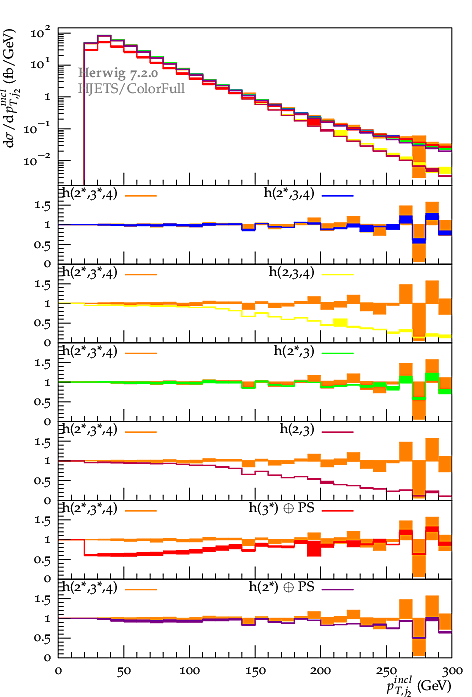 dσ/dp^{incl}_{T,j₂} (fb/GeV)
10²
10¹
1
10⁻¹
10⁻²
Herwig 7.2.0
HJETS/ColorFull
h(2*,3*,4) h(2*,3,4)
1.5
1
0.5
0
h(2*,3*,4) h(2,3,4)
1.5
1
0.5
0
h(2*,3*,4) h(2*,3)
1.5
1
0.5
0
h(2*,3*,4) h(2,3)
1.5
1
0.5
0
h(2*,3*,4) h(3*) ⊕ PS
1.5
1
0.5
0
h(2*,3*,4) h(2*) ⊕ PS
1.5
1
0.5
0
0 50 100 150 200 250 300
p^{incl}_{T,j₂} (GeV)